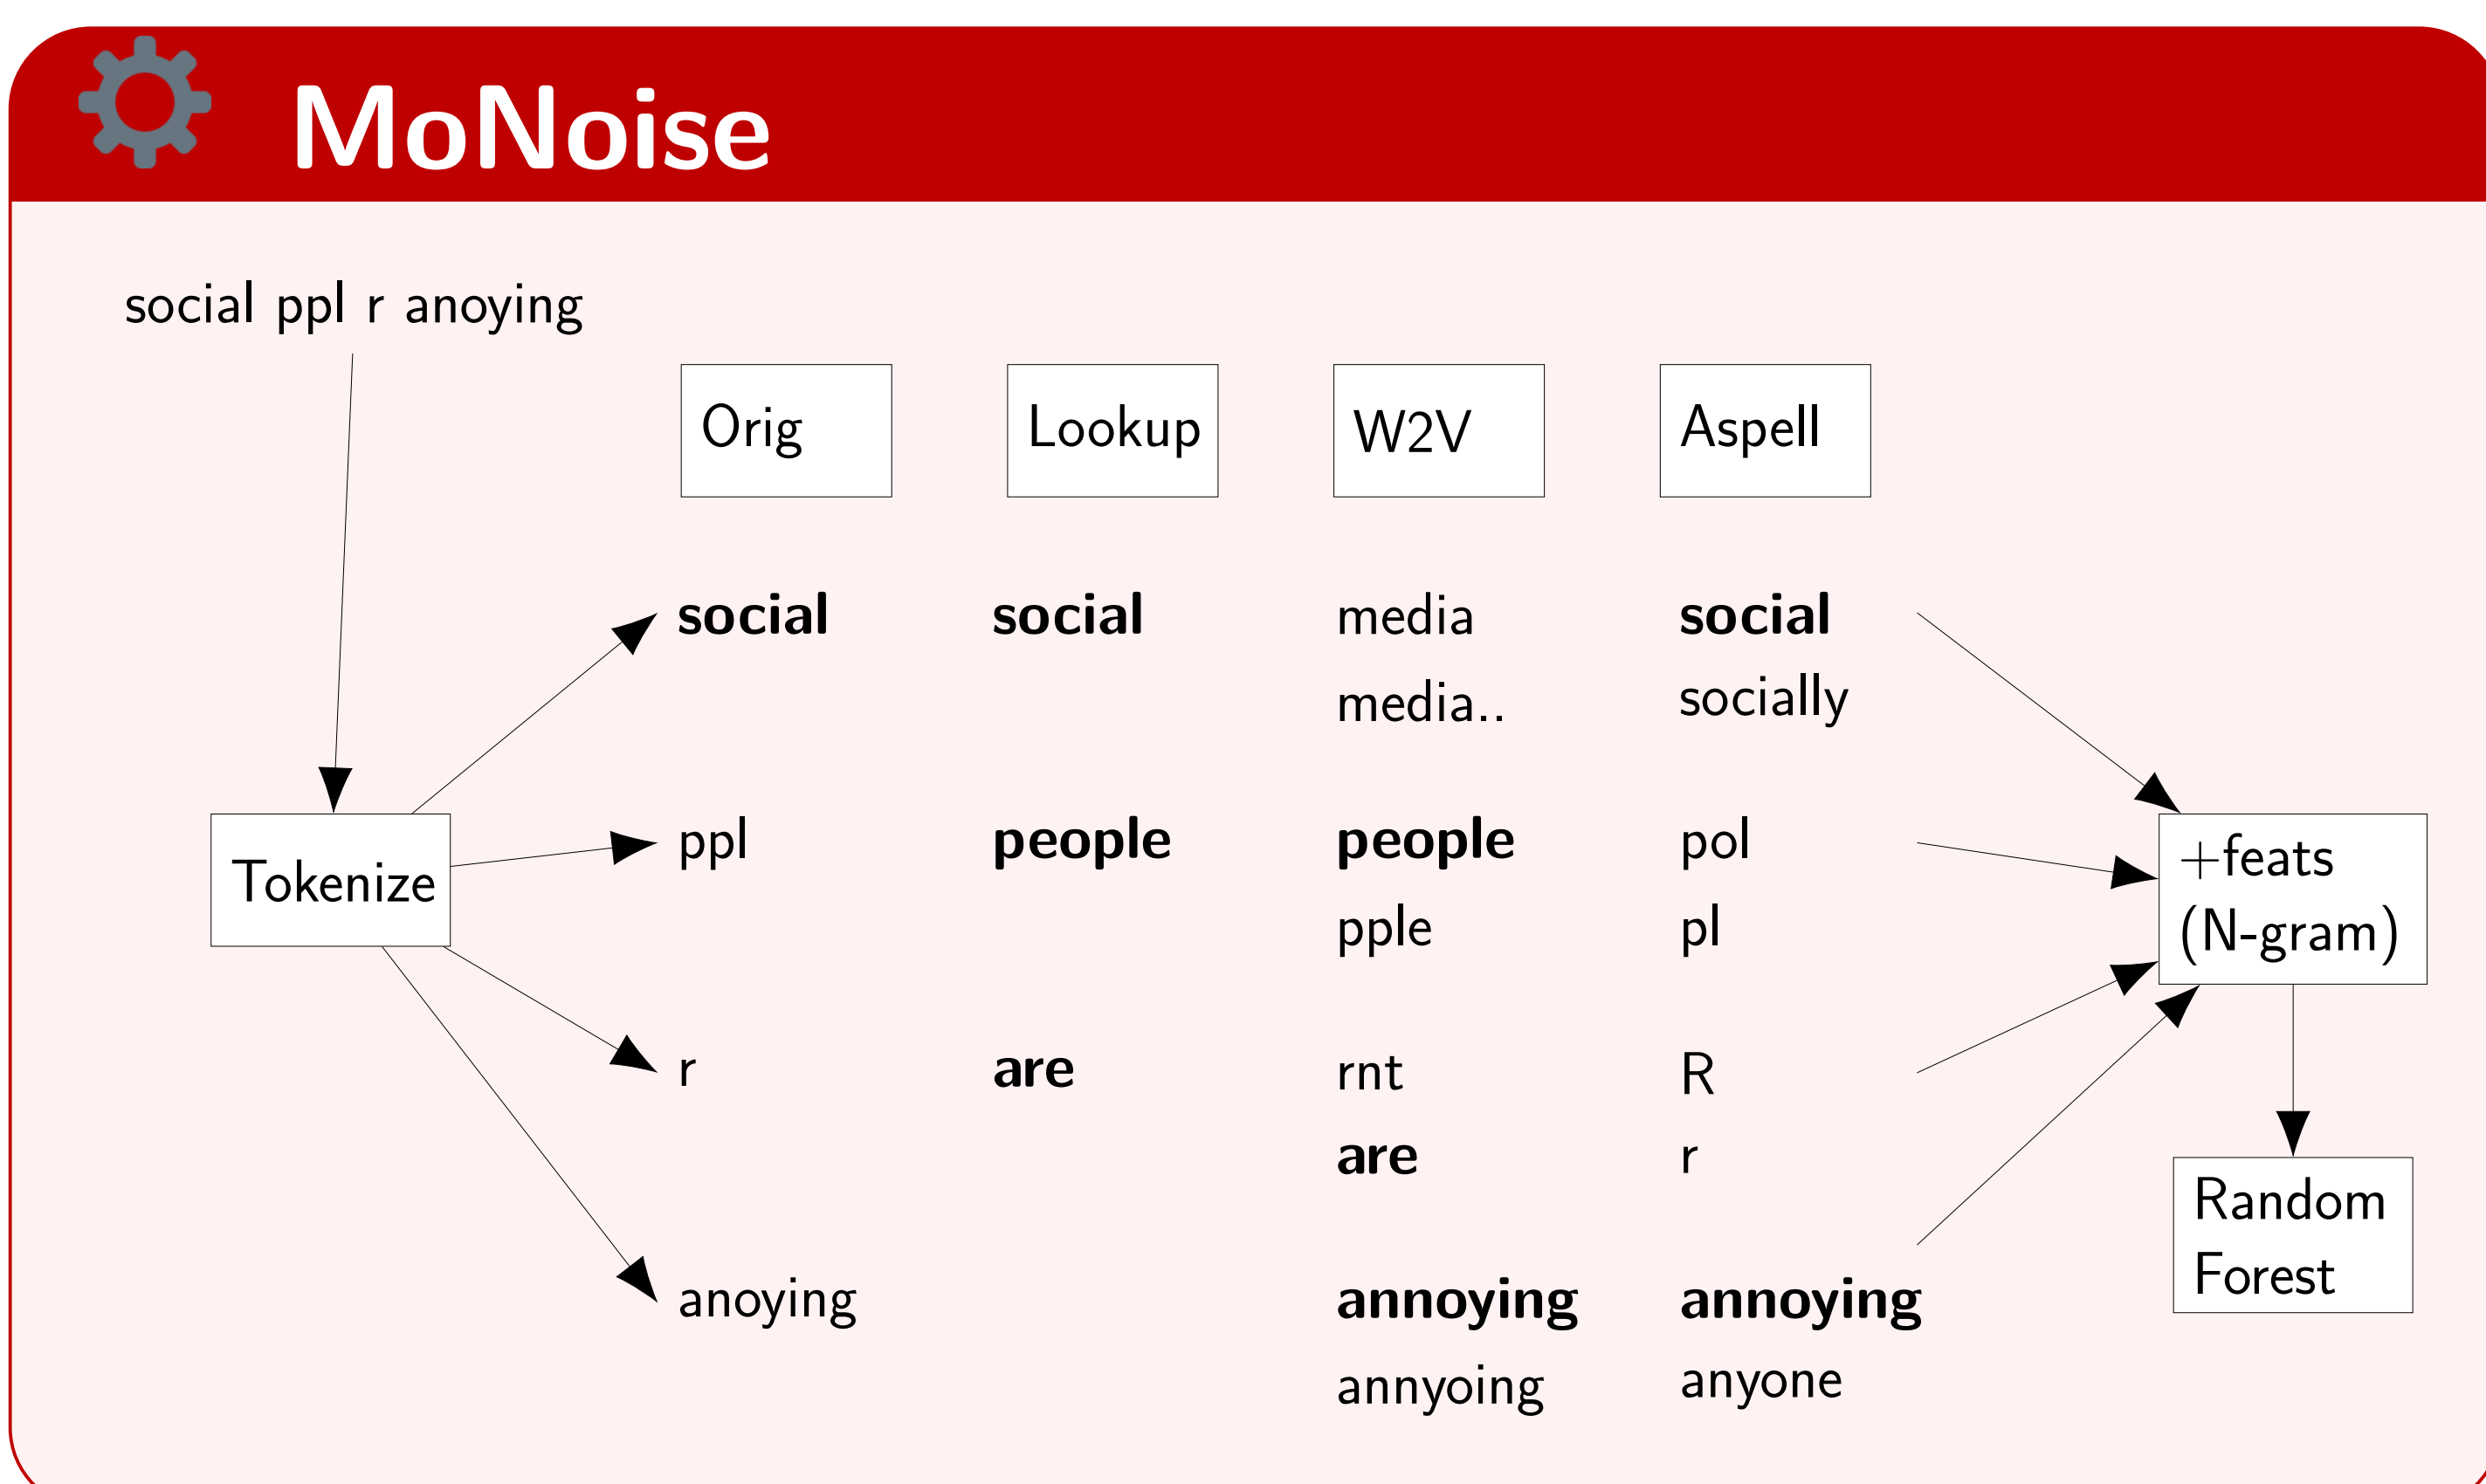 MoNoise
social ppl r anoying
Orig Lookup W2V Aspell
social social media social
media.. socially
Tokenize
ppl people people pol
pple pl
+feats
(N-gram)
r are rnt R
are r
Random
Forest
anoying annoying annoying
annyoing anyone